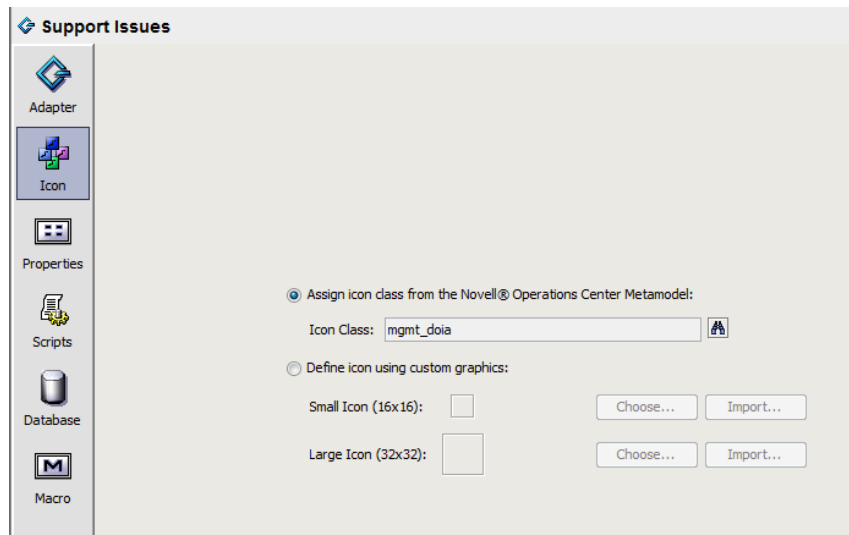 Support Issues
Adapter
Icon
Properties
Scripts
Database
Macro
Assign icon class from the Novell® Operations Center Metamodel:
Icon Class: mgmt_doia
Define icon using custom graphics:
Small Icon (16x16): Choose... Import...
Large Icon (32x32): Choose... Import...